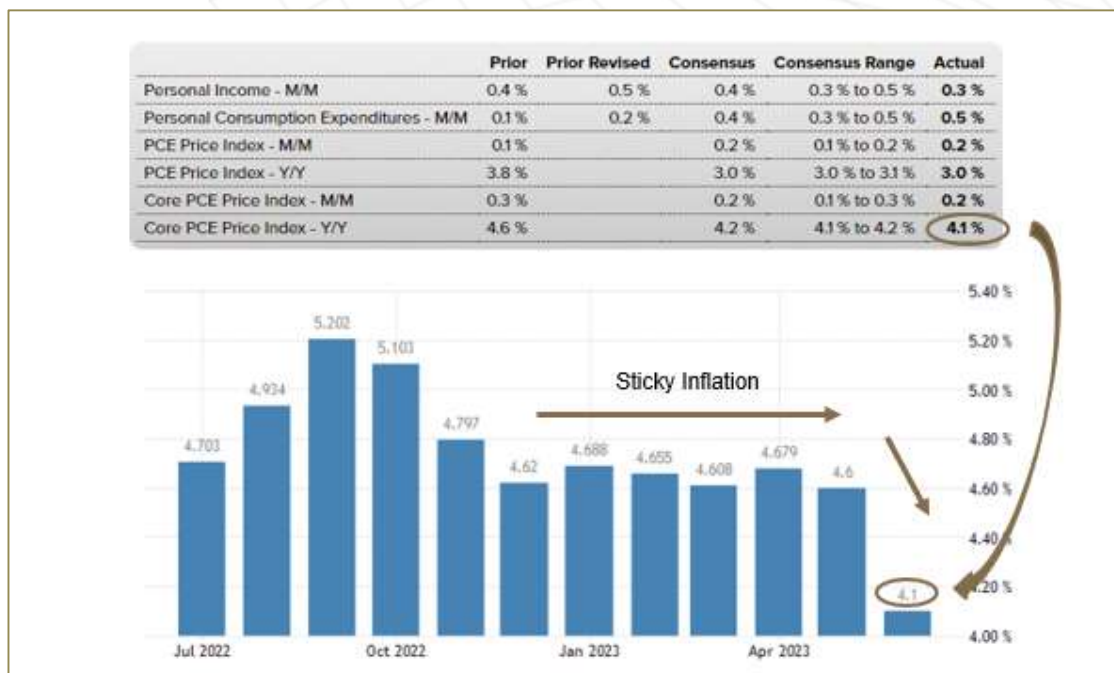 Prior Prior Revised Consensus Consensus Range Actual
Personal Income - M/M 0.4 % 0.5 % 0.4 % 0.3 % to 0.5 % 0.3 %
Personal Consumption Expenditures - M/M 0.1 % 0.2 % 0.4 % 0.3 % to 0.5 % 0.5 %
PCE Price Index - M/M 0.1 % 0.2 % 0.1 % to 0.2 % 0.2 %
PCE Price Index - Y/Y 3.8 % 3.0 % 3.0 % to 3.1 % 3.0 %
Core PCE Price Index - M/M 0.3 % 0.2 % 0.1 % to 0.3 % 0.2 %
Core PCE Price Index - Y/Y 4.6 % 4.2 % 4.1 % to 4.2 % 4.1 %
5.40 %
5.202
5.20 %
5.103
Sticky Inflation
5.00 %
4.934
4.797
4.80 %
4.703
4.62
4.688
4.655
4.608
4.679
4.6
4.60 %
4.40 %
4.1
4.20 %
4.00 %
Jul 2022 Oct 2022 Jan 2023 Apr 2023